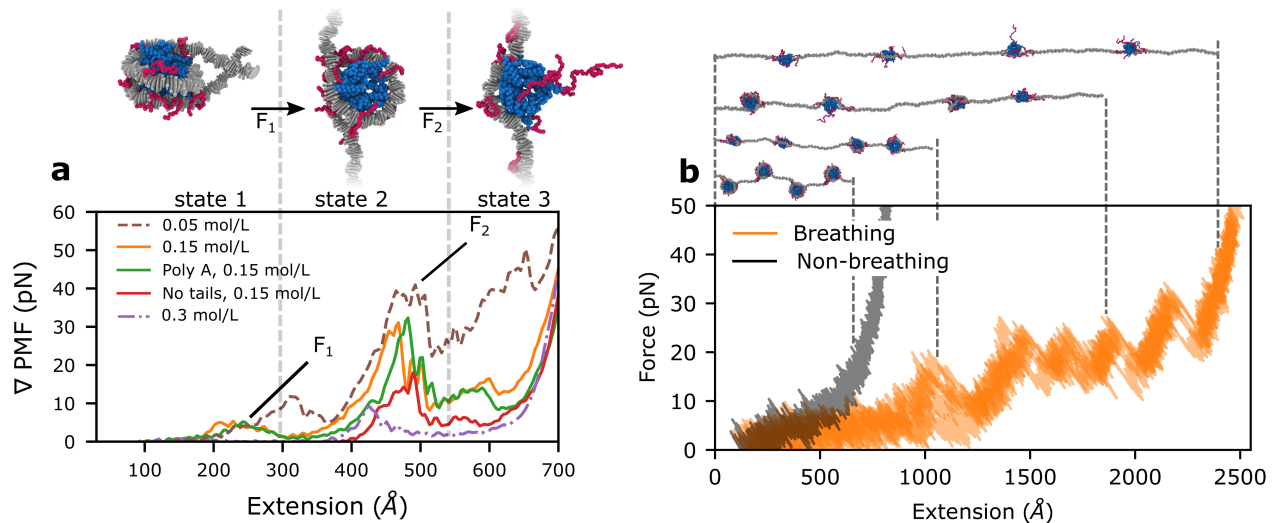 F1
F2
a
state 1
state 2
state 3
60
50
40
30
20
10
0
∇ PMF (pN)
0.05 mol/L
0.15 mol/L
Poly A, 0.15 mol/L
No tails, 0.15 mol/L
0.3 mol/L
F1
F2
100 200 300 400 500 600 700
Extension (Å)
b
50
40
30
20
10
0
Force (pN)
Breathing
Non-breathing
0 500 1000 1500 2000 2500
Extension (Å)